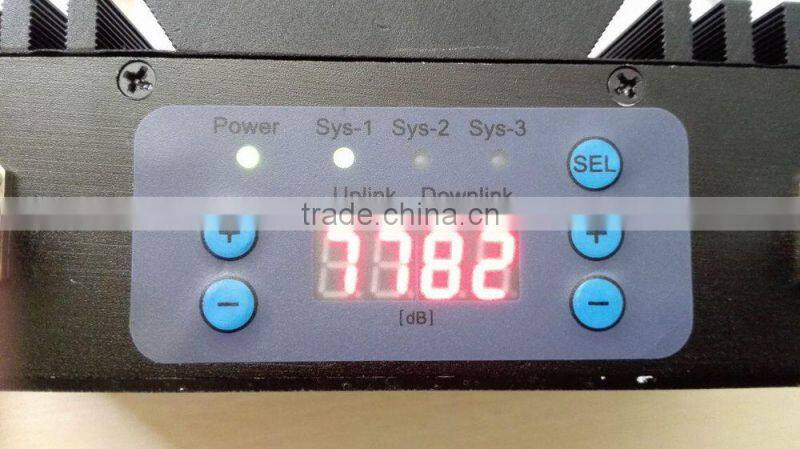 Power Sys-1 Sys-2 Sys-3
SEL
Uplink Downlink
trade.china.cn
+ 7782 +
- -
[dB]